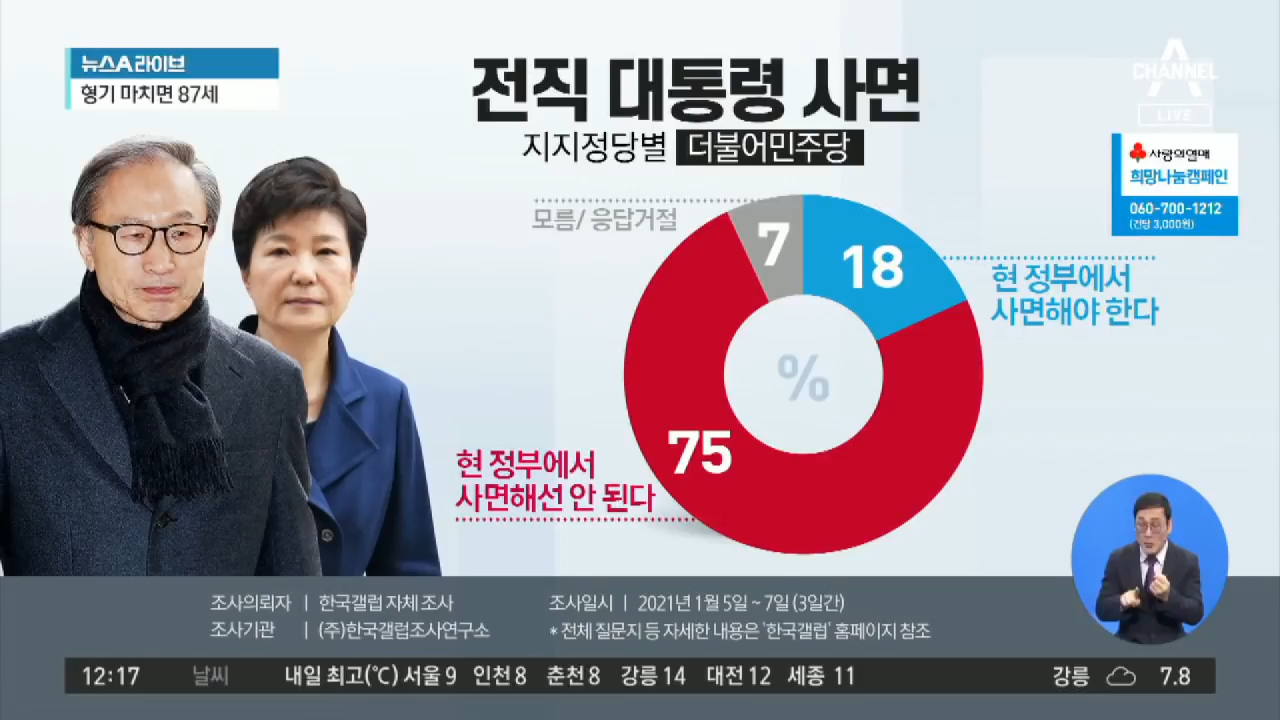 뉴스A 라이브
형기 마치면 87세
전직 대통령 사면
지지정당별 더불어민주당
CHANNEL A
LIVE
사랑의열매
희망나눔캠페인
060-700-1212
(건당 3,000원)
모름/ 응답거절
7
18
현 정부에서
사면해야 한다
%
75
현 정부에서
사면해선 안 된다
조사의뢰자 | 한국갤럽 자체 조사
조사일시 | 2021년 1월 5일 ~ 7일 (3일간)
조사기관 | (주)한국갤럽조사연구소
* 전체 질문지 등 자세한 내용은 '한국갤럽' 홈페이지 참조
12:17 날씨 내일 최고(℃) 서울 9 인천 8 춘천 8 강릉 14 대전 12 세종 11 강릉 7.8